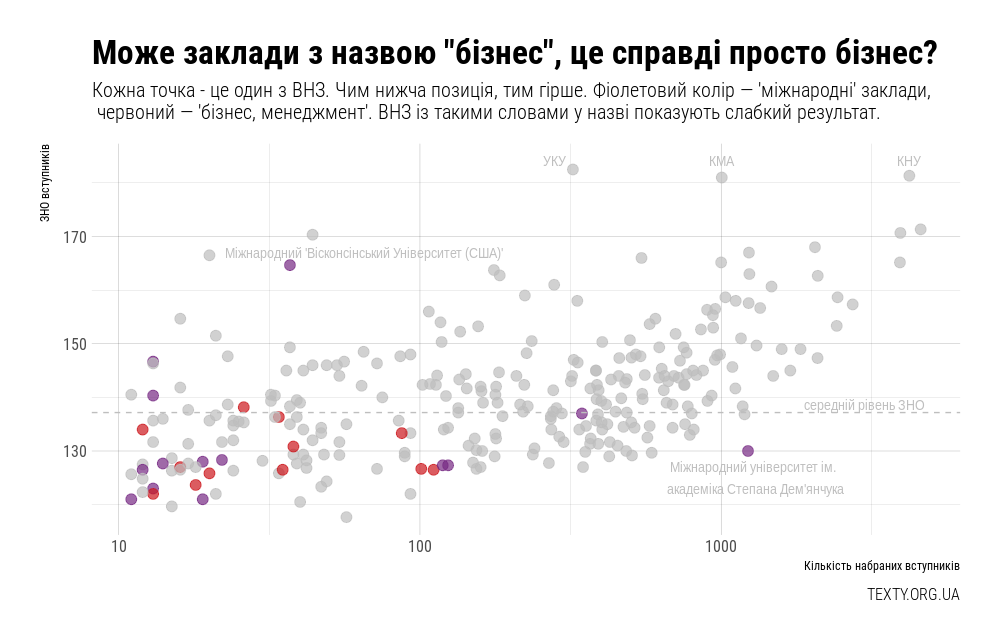 Може заклади з назвою "бізнес", це справді просто бізнес?
Кожна точка - це один з ВНЗ. Чим нижча позиція, тим гірше. Фіолетовий колір — 'міжнародні' заклади,
червоний — 'бізнес, менеджмент'. ВНЗ із такими словами у назві показують слабкий результат.
ЗНО вступників
УКУ
КМА
КНУ
170
Міжнародний 'Вісконсінський Університет (США)'
150
середній рівень ЗНО
130
Міжнародний університет ім.
академіка Степана Дем'янчука
10
100
1000
Кількість набраних вступників
TEXTY.ORG.UA